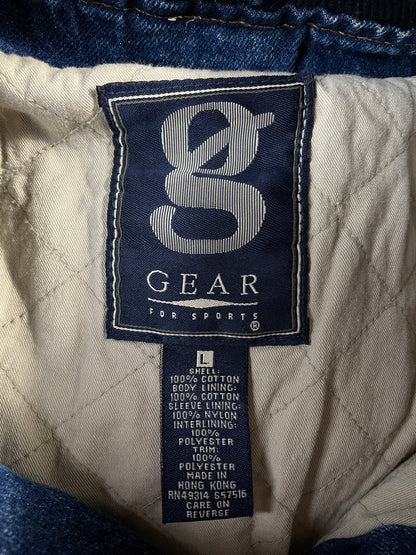 g
GEAR
FOR SPORTS®
L
SHELL:
100% COTTON
BODY LINING:
100% COTTON
SLEEVE LINING:
100% NYLON
INTERLINING:
100%
POLYESTER
TRIM:
100%
POLYESTER
MADE IN
HONG KONG
RN49314 S57516
CARE ON
REVERSE